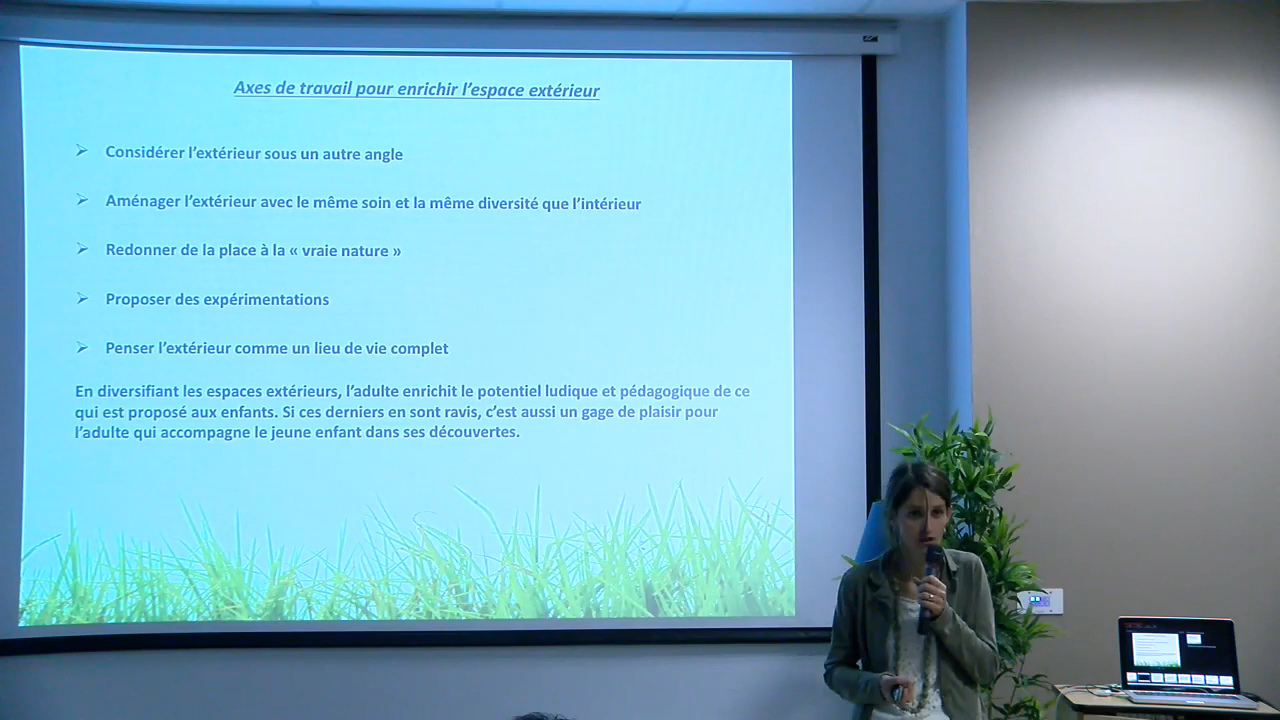 Axes de travail pour enrichir l'espace extérieur
Considérer l'extérieur sous un autre angle
Aménager l'extérieur avec le même soin et la même diversité que l'intérieur
Redonner de la place à la « vraie nature »
Proposer des expérimentations
Penser l'extérieur comme un lieu de vie complet
En diversifiant les espaces extérieurs, l'adulte enrichit le potentiel ludique et pédagogique de ce
qui est proposé aux enfants. Si ces derniers en sont ravis, c'est aussi un gage de plaisir pour
l'adulte qui accompagne le jeune enfant dans ses découvertes.